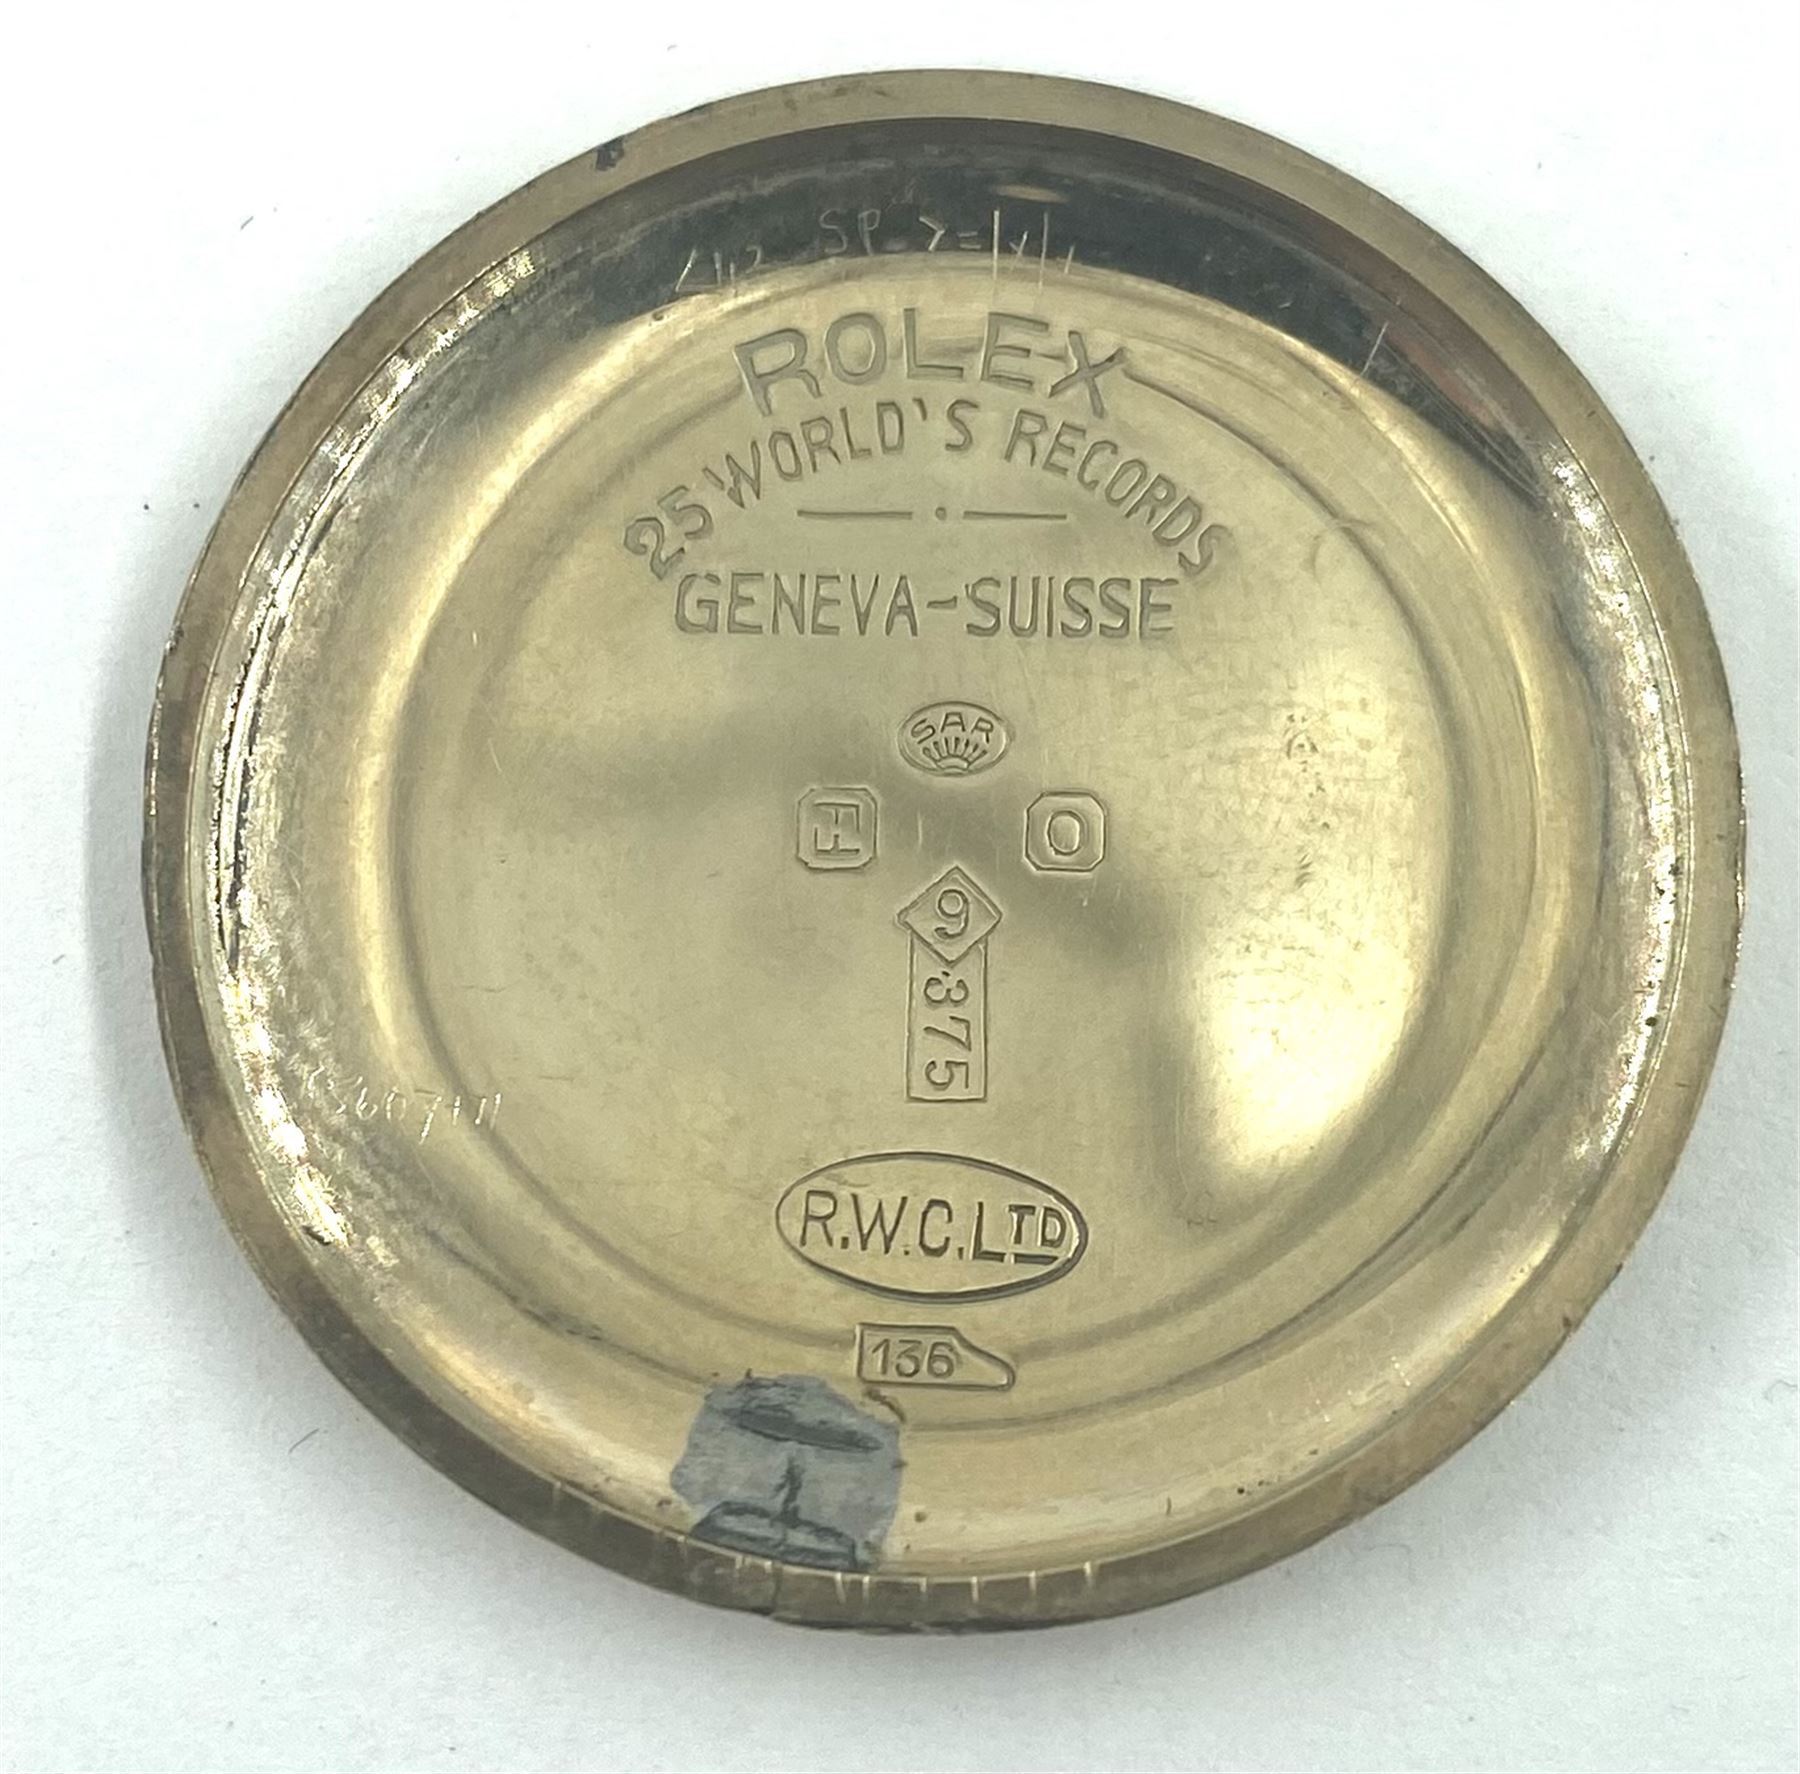 ROLEX
25 WORLD'S RECORDS
GENEVA-SUISSE
SAR
O
9
375
R.W.C.LTD
136